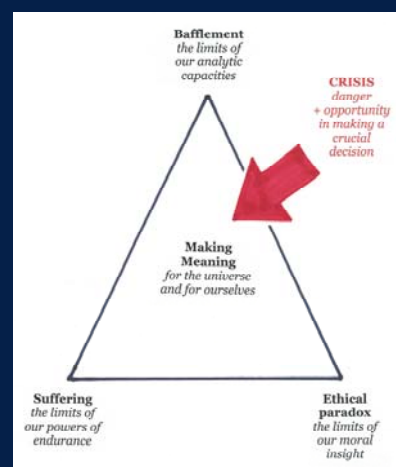 Bafflement
the limits of
our analytic
capacities
CRISIS
danger
+ opportunity
in making a
crucial
decision
Making
Meaning
for the universe
and for ourselves
Suffering
the limits of
our powers of
endurance
Ethical
paradox
the limits of
our moral
insight